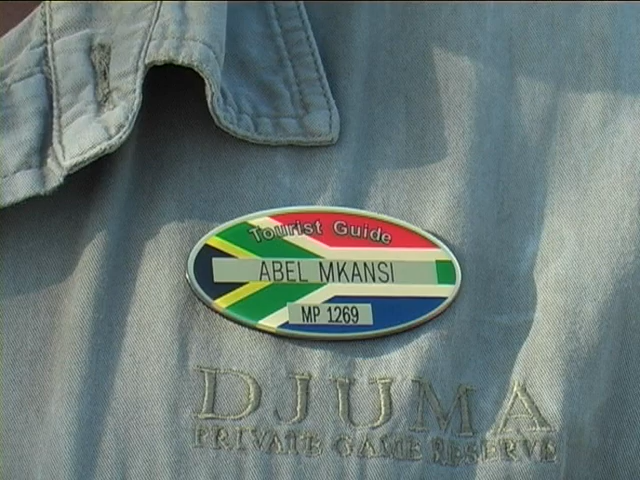 Tourist Guide
ABEL MKANSI
MP 1269
DJUMA
PRIVATE GAME RESERVE